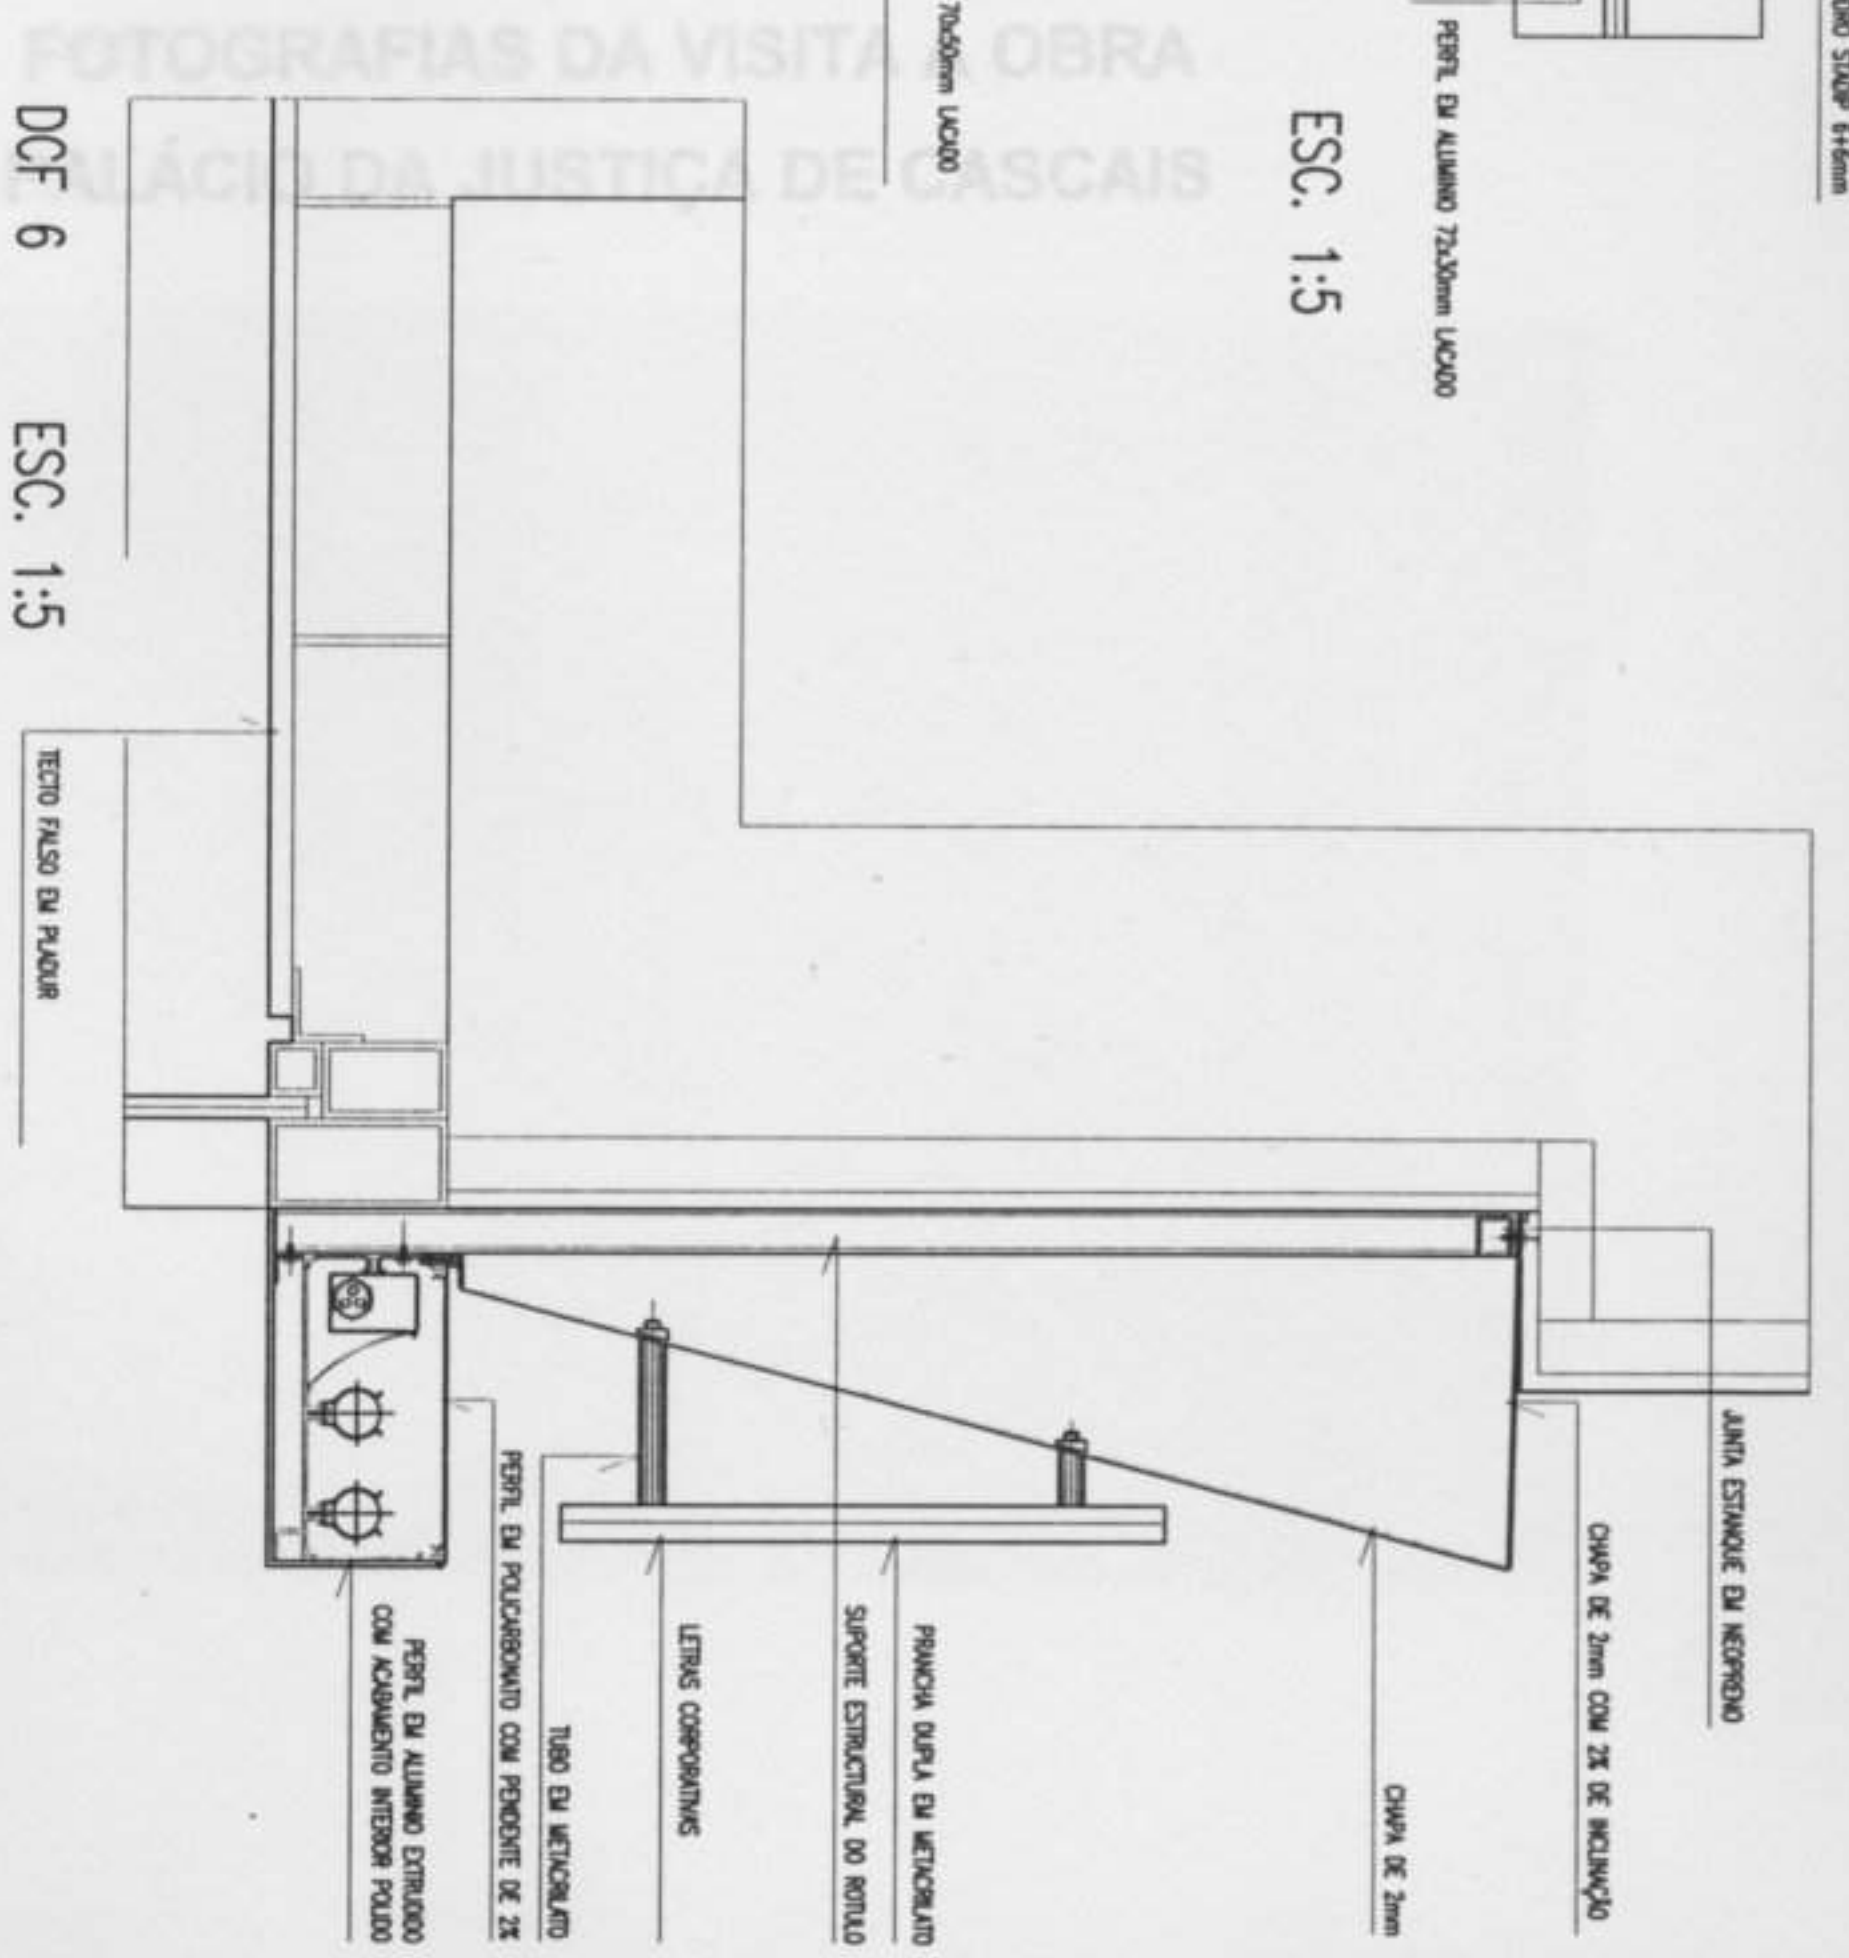 FOTOGRAFIAS DA VISITA A OBRA
PALÁCIO DA JUSTIÇA DE CASCAIS
STADIP 6+6mm
PERFIL EM ALUMINIO 72x30mm LACADO
ESC. 1:5
70x50mm LACADO
JUNTA ESTANQUE EM NEOPRENO
CHAPA DE 2mm COM 2% DE INCLINAÇÃO
CHAPA DE 2mm
PRANCHA DUPLA EM METACRILATO
SUPORTE ESTRUCTURAL DO ROTULO
LETRAS CORPORATIVAS
TUBO EM METACRILATO
PERFIL EM POLICARBONATO COM PENDENTE DE 2%
PERFIL EM ALUMINIO EXTRUDIDO
COM ACABAMENTO INTERIOR POLIDO
TECTO FALSO EM PLADUR
DCF 6 ESC. 1:5